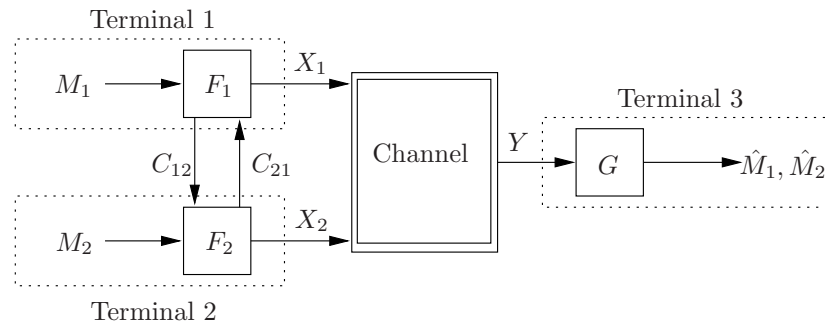 Terminal 1
M₁
F₁
X₁
C₁₂
C₂₁
Channel
Y
Terminal 3
G
M̂₁, M̂₂
M₂
F₂
X₂
Terminal 2